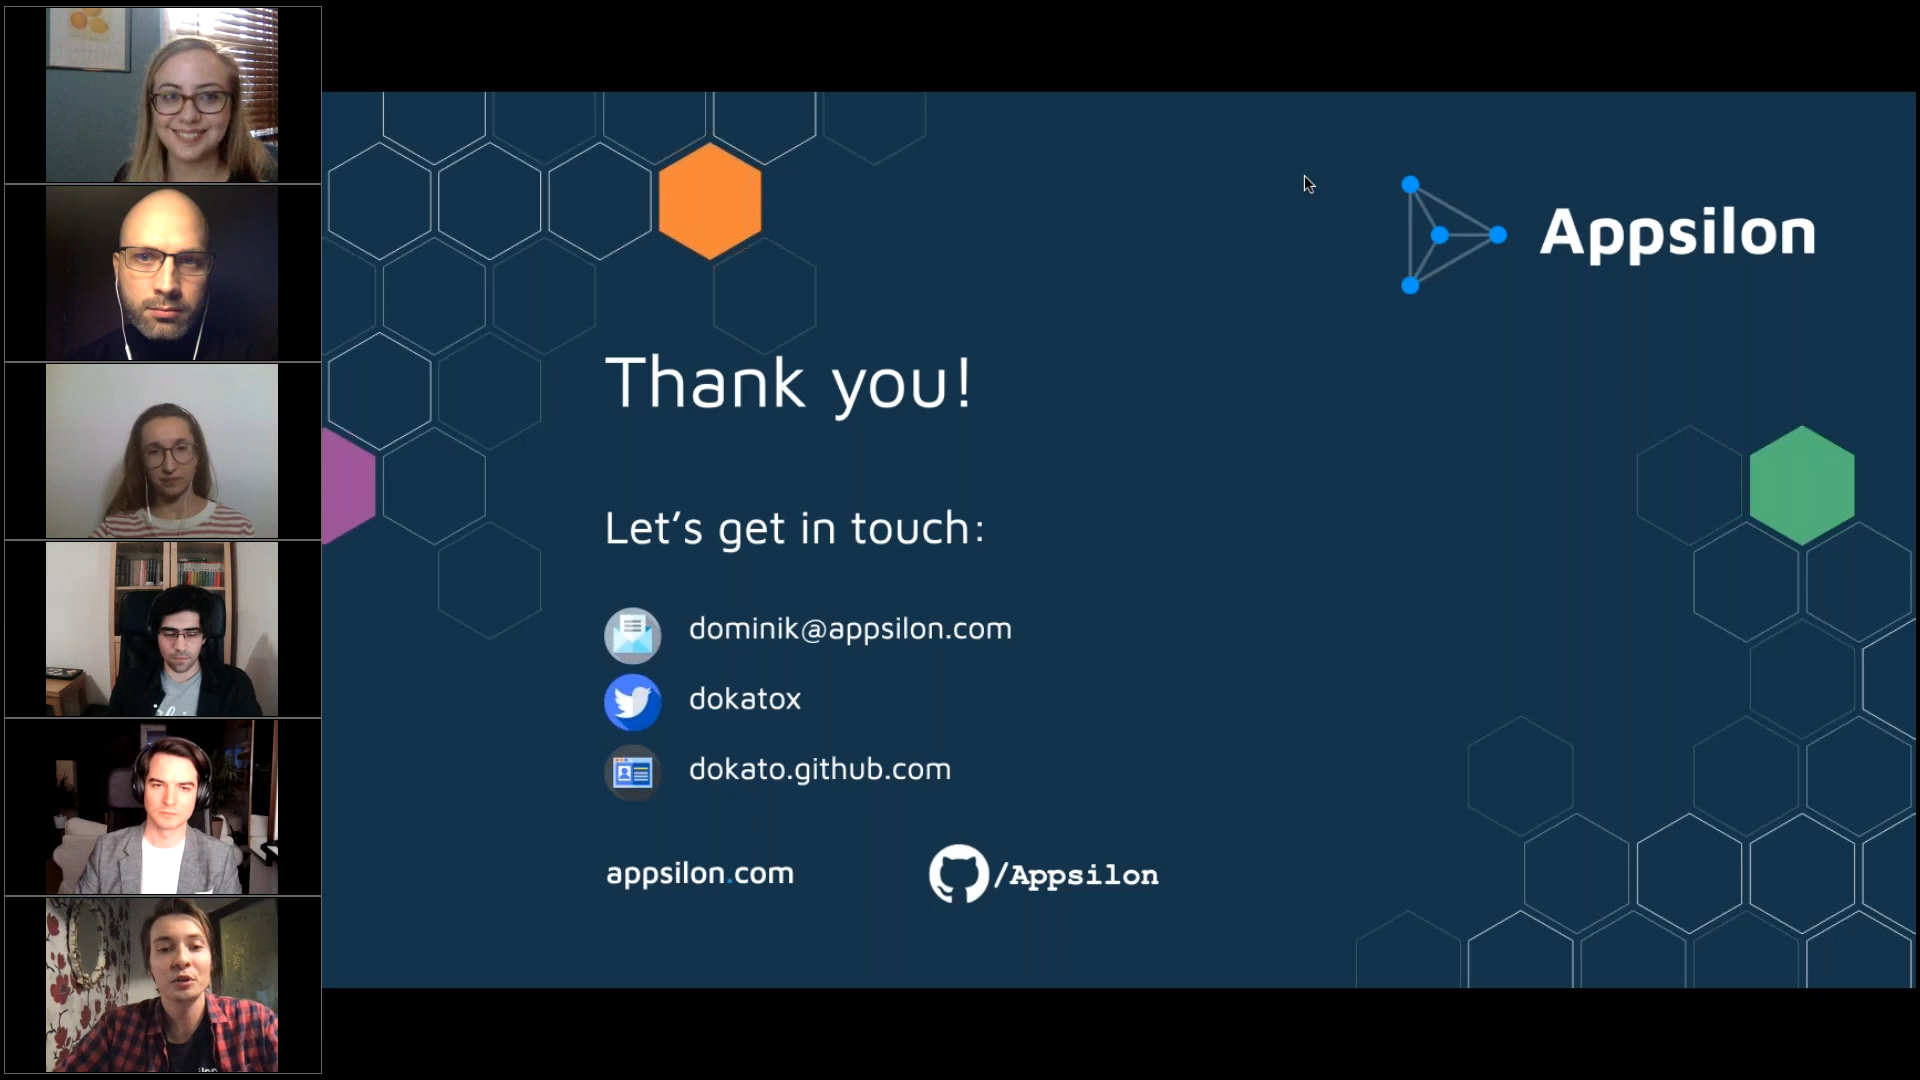 Appsilon
Thank you!
Let’s get in touch:
dominik@appsilon.com
dokatox
dokato.github.com
appsilon.com
/Appsilon